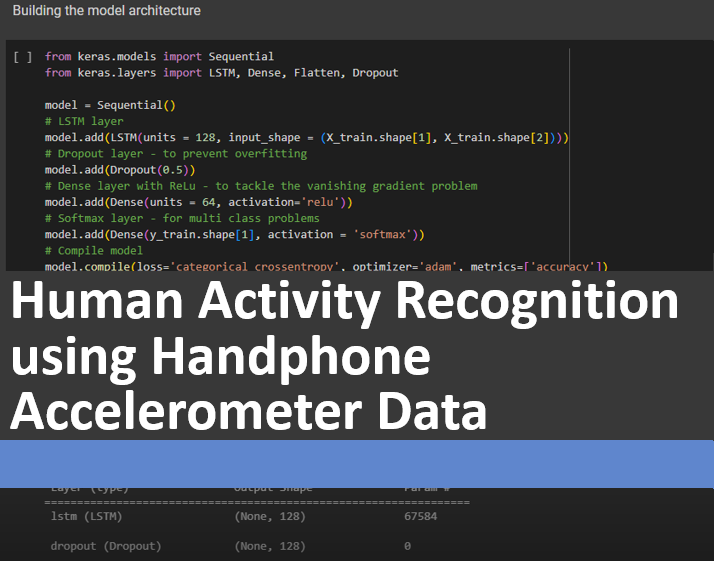 Building the model architecture
[ ] from keras.models import Sequential
from keras.layers import LSTM, Dense, Flatten, Dropout
model = Sequential()
# LSTM layer
model.add(LSTM(units = 128, input_shape = (X_train.shape[1], X_train.shape[2])))
# Dropout layer - to prevent overfitting
model.add(Dropout(0.5))
# Dense layer with ReLu - to tackle the vanishing gradient problem
model.add(Dense(units = 64, activation='relu'))
# Softmax layer - for multi class problems
model.add(Dense(y_train.shape[1], activation = 'softmax'))
# Compile model
model.compile(loss='categorical_crossentropy', optimizer='adam', metrics=['accuracy'])
Human Activity Recognition
using Handphone
Accelerometer Data
Layer (type) Output Shape Param #
=================================================================
lstm (LSTM) (None, 128) 67584
dropout (Dropout) (None, 128) 0